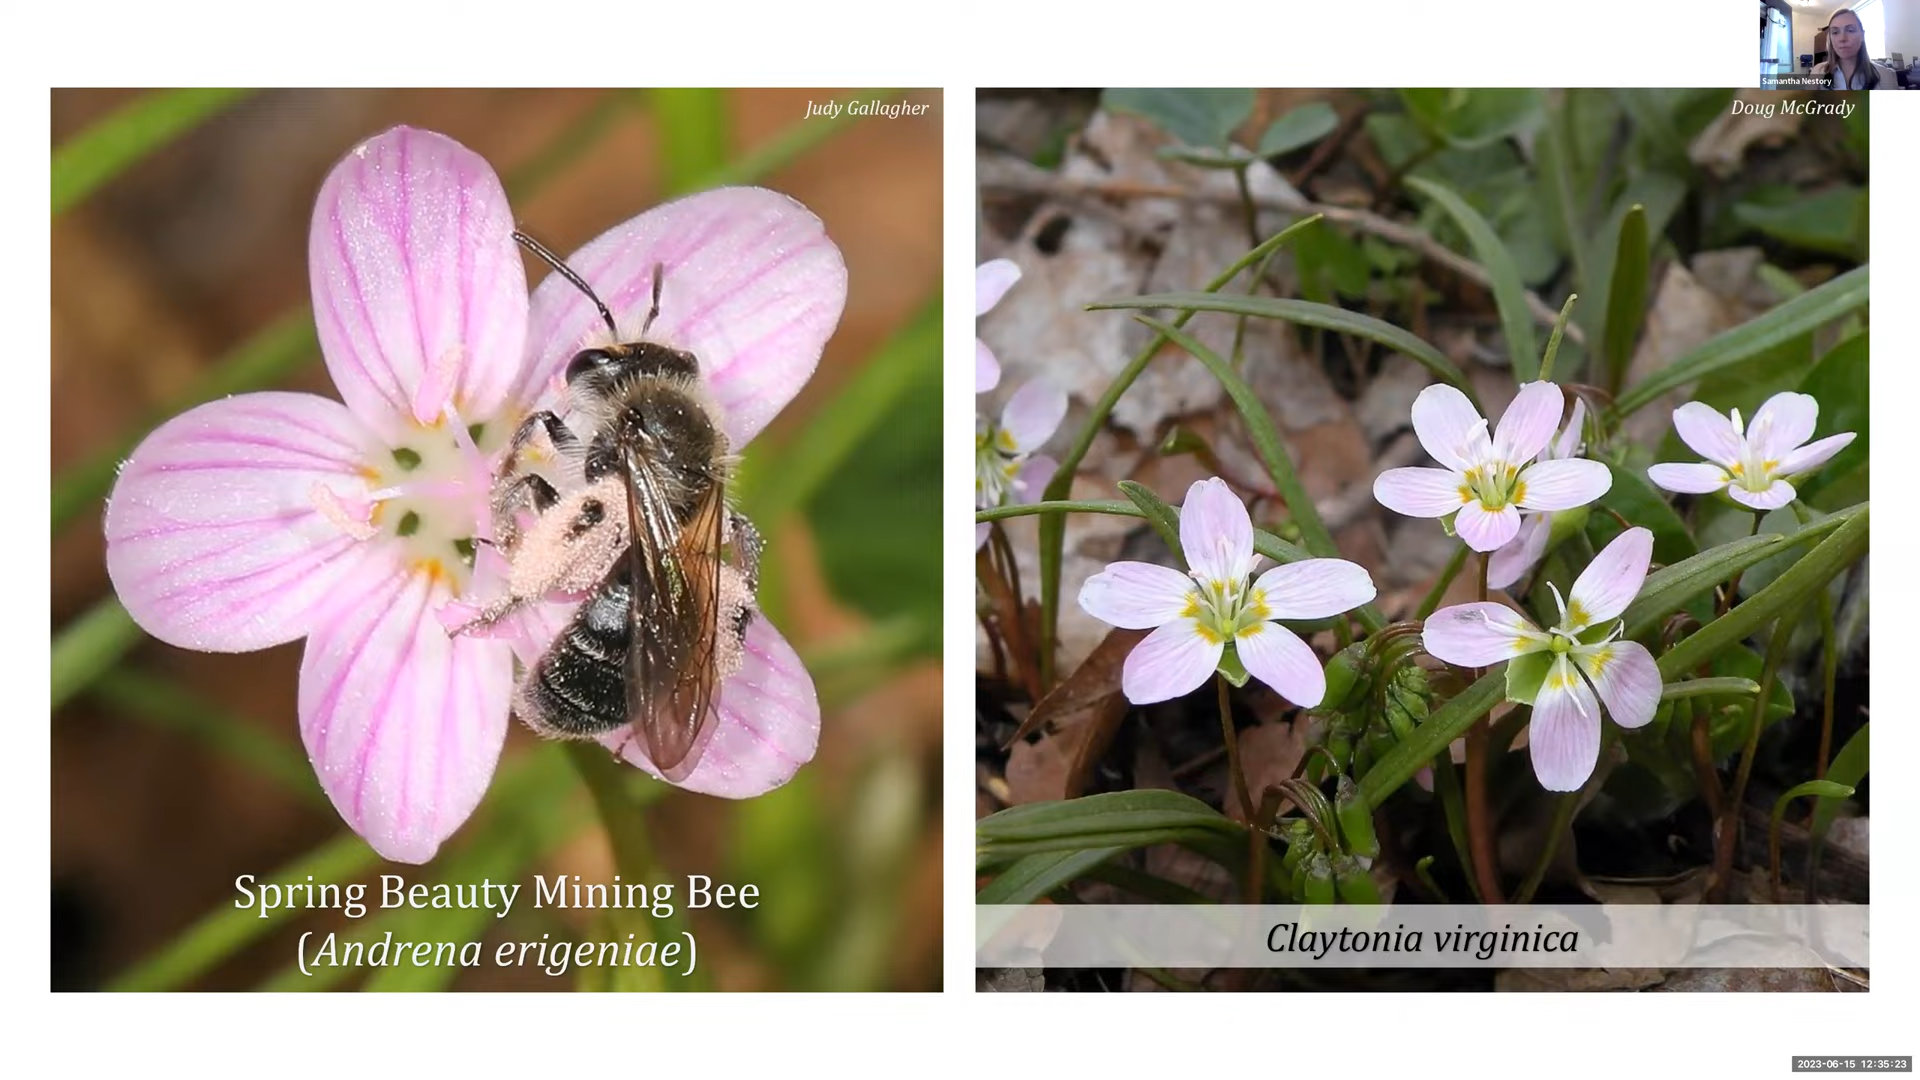 Samantha Nestory
Judy Gallagher
Doug McGrady
Spring Beauty Mining Bee
(Andrena erigeniae)
Claytonia virginica
2023-06-15 12:35:23